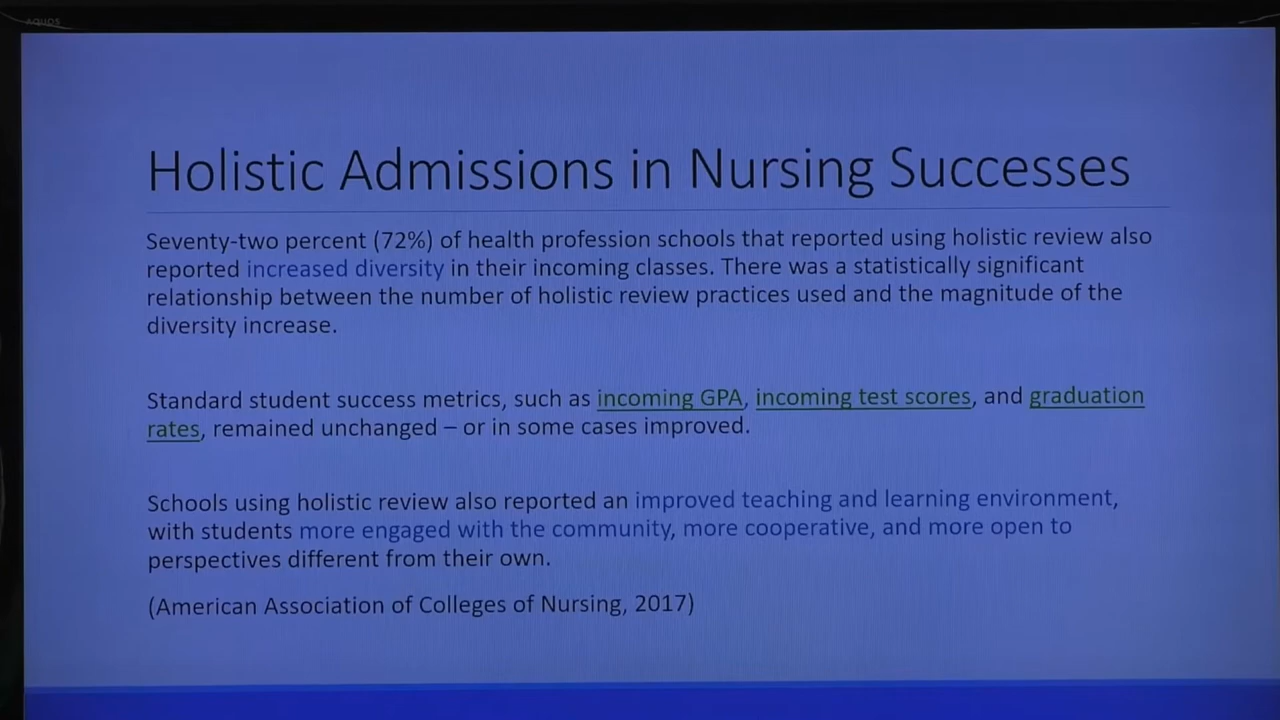 Holistic Admissions in Nursing Successes
Seventy-two percent (72%) of health profession schools that reported using holistic review also
reported increased diversity in their incoming classes. There was a statistically significant
relationship between the number of holistic review practices used and the magnitude of the
diversity increase.
Standard student success metrics, such as incoming GPA, incoming test scores, and graduation
rates, remained unchanged – or in some cases improved.
Schools using holistic review also reported an improved teaching and learning environment,
with students more engaged with the community, more cooperative, and more open to
perspectives different from their own.
(American Association of Colleges of Nursing, 2017)